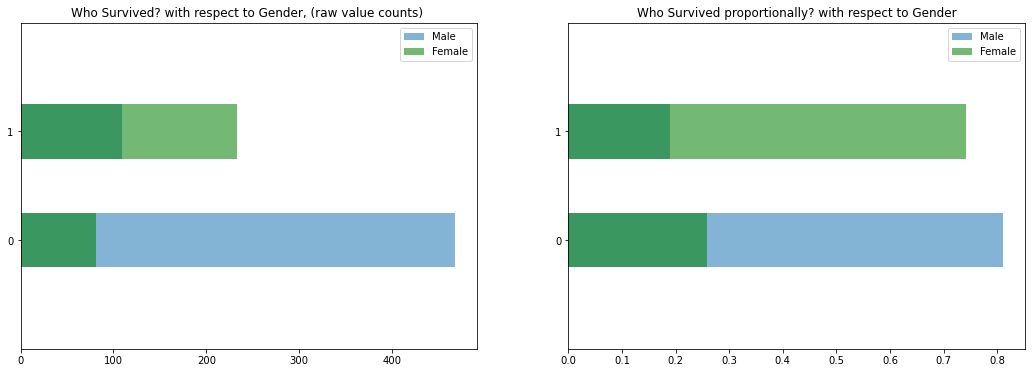 Who Survived? with respect to Gender, (raw value counts)
Male
Female
1
0
0 100 200 300 400
Who Survived proportionally? with respect to Gender
Male
Female
1
0
0.0 0.1 0.2 0.3 0.4 0.5 0.6 0.7 0.8